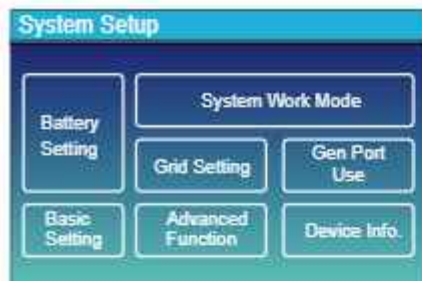 System Setup
Battery
Setting
System Work Mode
Grid Setting
Gen Port
Use
Basic
Setting
Advanced
Function
Device Info.